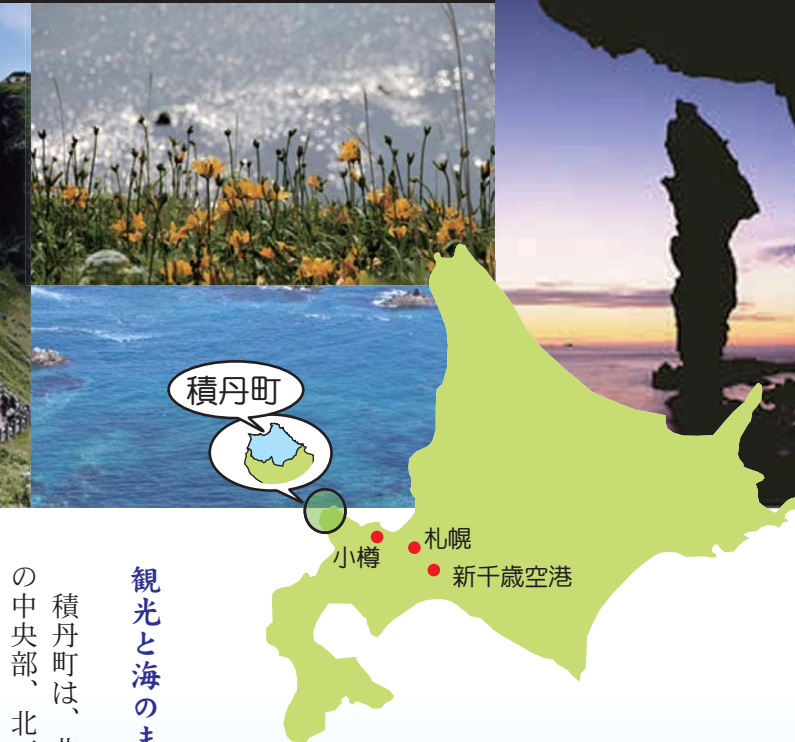 積丹町
小樽
札幌
新千歳空港
観光と海のま
積丹町は、北
の中央部、北